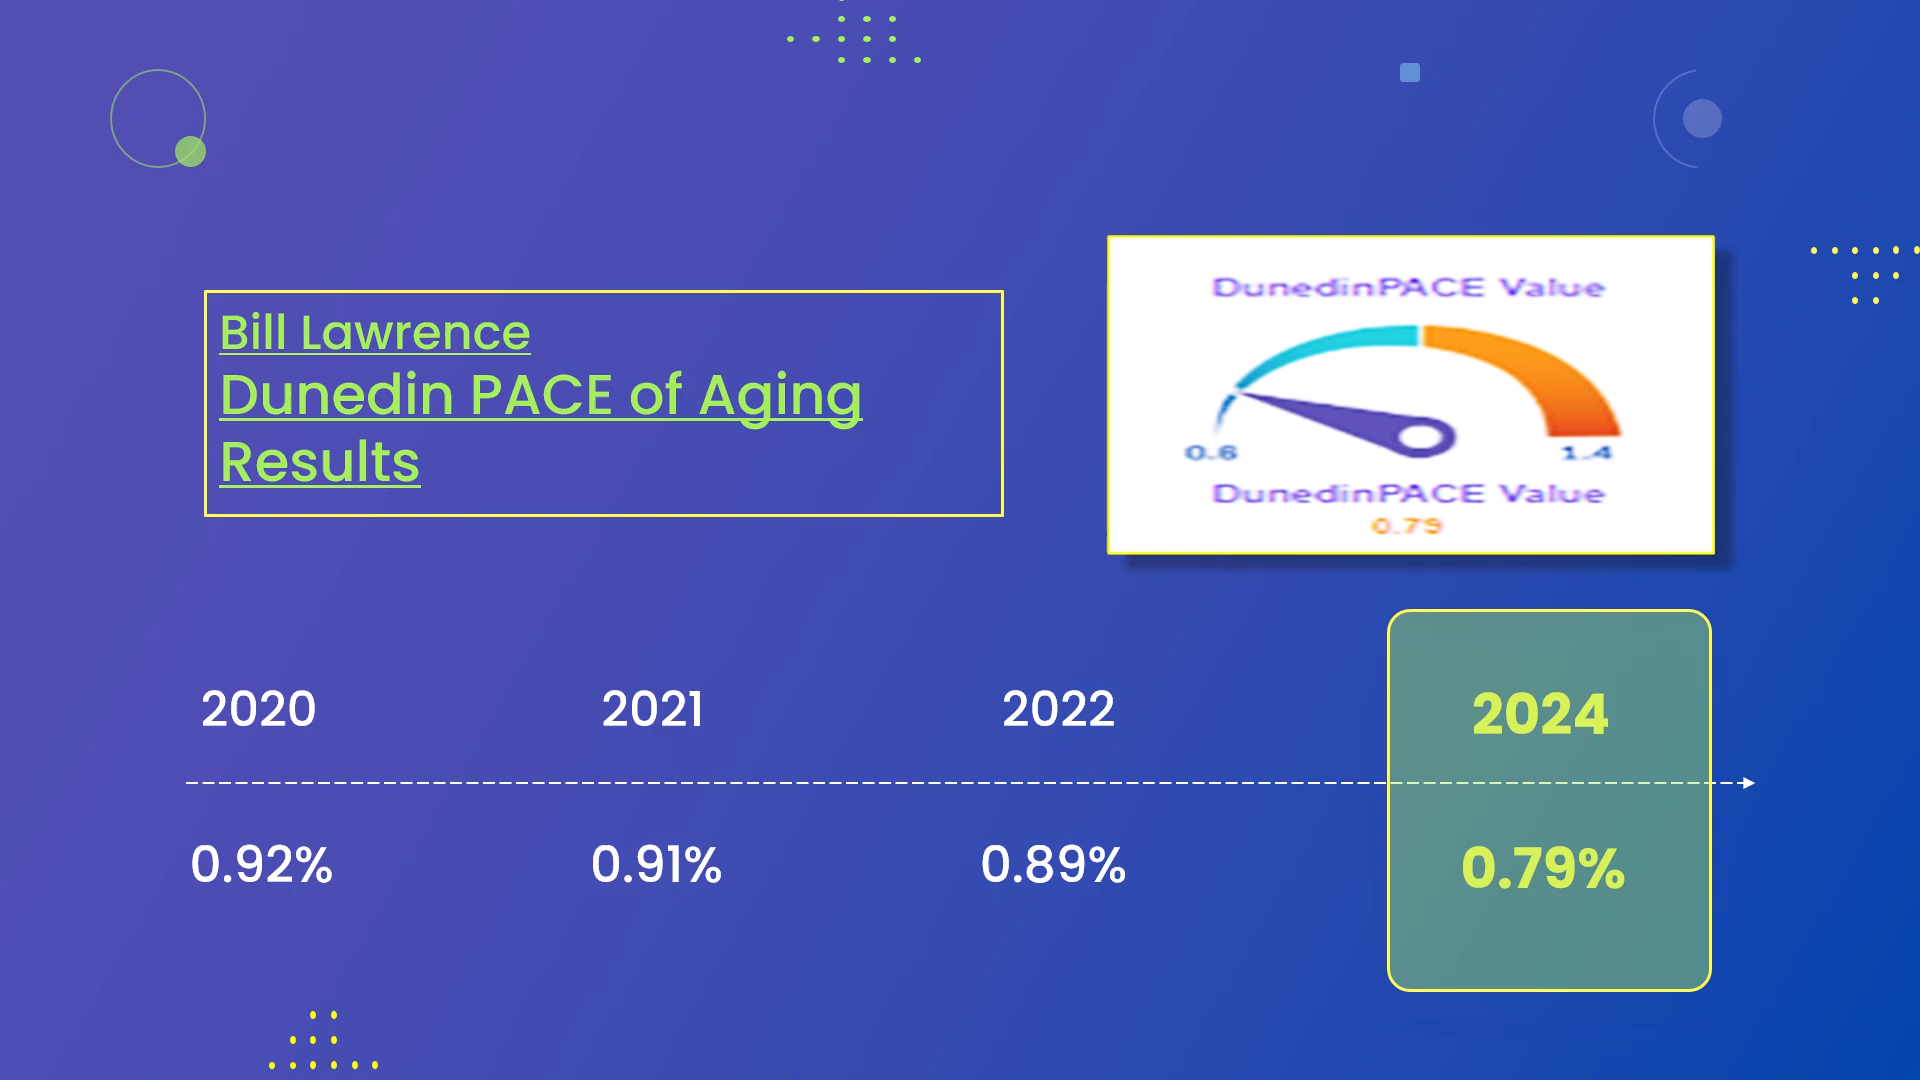 Bill Lawrence
Dunedin PACE of Aging
Results
DunedinPACE Value
0.6 1.4
DunedinPACE Value
0.79
2020 2021 2022 2024
0.92% 0.91% 0.89% 0.79%